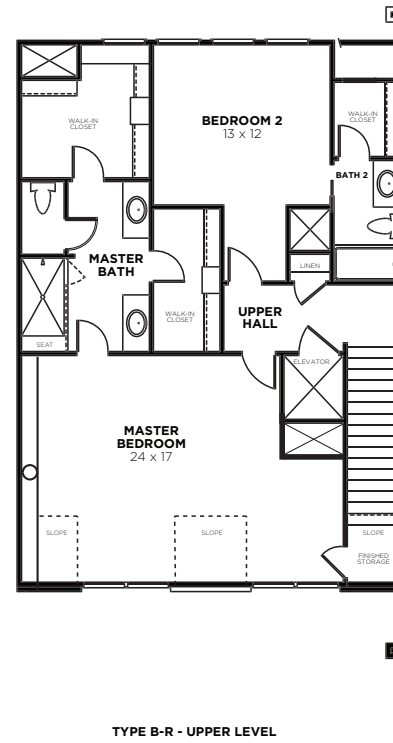 WALK-IN
CLOSET
BEDROOM 2
13 x 12
WALK-IN
CLOSET
BATH 2
MASTER
BATH
LINEN
WALK-IN
CLOSET
UPPER
HALL
SEAT
ELEVATOR
MASTER
BEDROOM
24 x 17
SLOPE
SLOPE
SLOPE
FINISHED
STORAGE
TYPE B-R - UPPER LEVEL